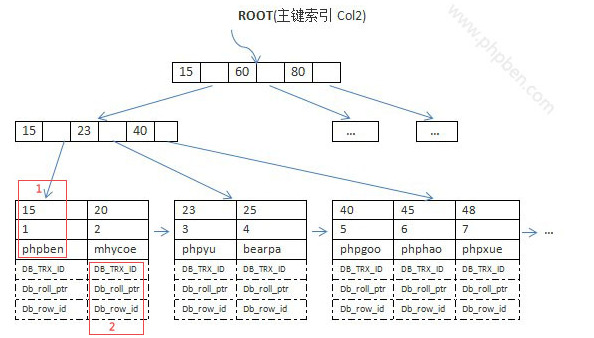 ROOT(主键索引 Col2)
www.phpben.com
15 60 80
15 23 40 ... ...
1
15 20 23 25 40 45 48
1 2 3 4 5 6 7 ...
phpben mhycoe phpyu bearpa phpgoo phphao phpxue
DB_TRX_ID DB_TRX_ID DB_TRX_ID DB_TRX_ID DB_TRX_ID DB_TRX_ID DB_TRX_ID
Db_roll_ptr Db_roll_ptr Db_roll_ptr Db_roll_ptr Db_roll_ptr Db_roll_ptr Db_roll_ptr
Db_row_id Db_row_id Db_row_id Db_row_id Db_row_id Db_row_id Db_row_id
2